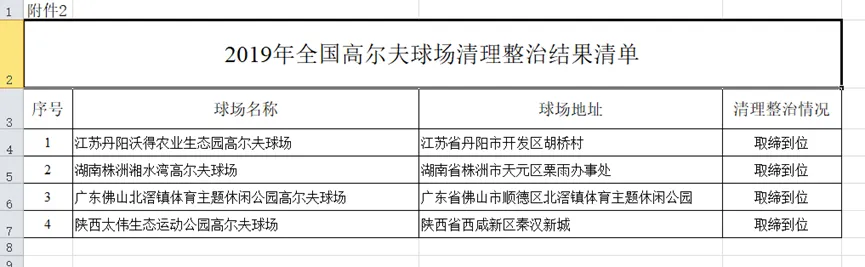 1 附件2
2 2019年全国高尔夫球场清理整治结果清单
3 序号 球场名称 球场地址 清理整治情况
4 1 江苏丹阳沃得农业生态园高尔夫球场 江苏省丹阳市开发区胡桥村 取缔到位
5 2 湖南株洲湘水湾高尔夫球场 湖南省株洲市天元区栗雨办事处 取缔到位
6 3 广东佛山北滘镇体育主题休闲公园高尔夫球场 广东省佛山市顺德区北滘镇体育主题休闲公园 取缔到位
7 4 陕西太伟生态运动公园高尔夫球场 陕西省西咸新区秦汉新城 取缔到位
8
9